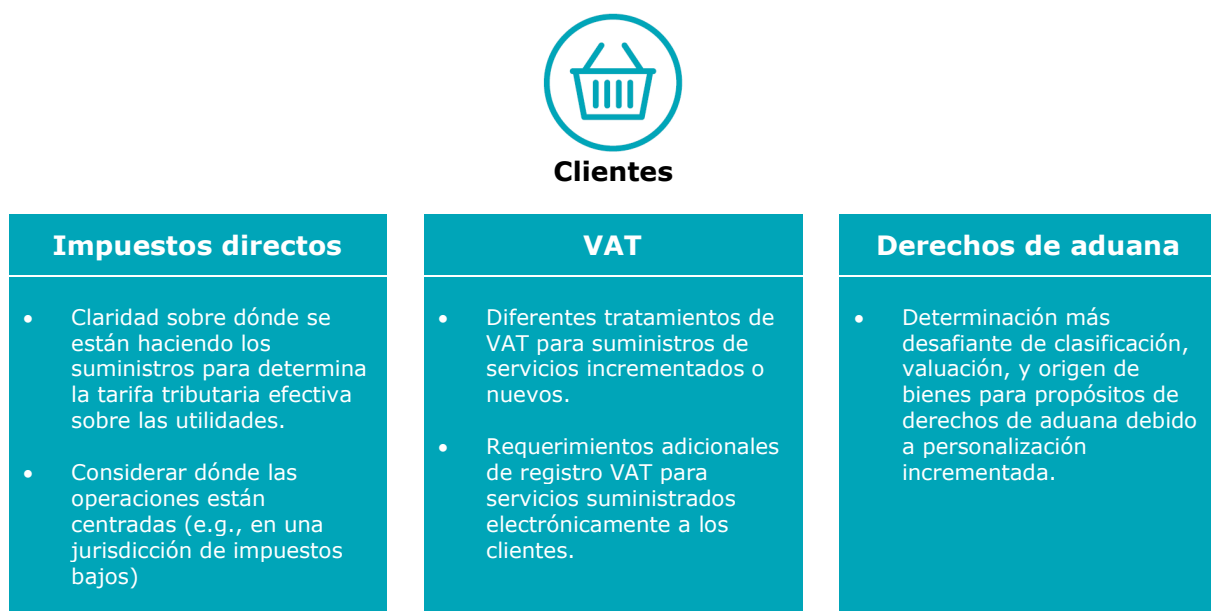 Clientes
Impuestos directos
• Claridad sobre dónde se
están haciendo los
suministros para determina
la tarifa tributaria efectiva
sobre las utilidades.
• Considerar dónde las
operaciones están
centradas (e.g., en una
jurisdicción de impuestos
bajos)
VAT
• Diferentes tratamientos de
VAT para suministros de
servicios incrementados o
nuevos.
• Requerimientos adicionales
de registro VAT para
servicios suministrados
electrónicamente a los
clientes.
Derechos de aduana
• Determinación más
desafiante de clasificación,
valuación, y origen de
bienes para propósitos de
derechos de aduana debido
a personalización
incrementada.